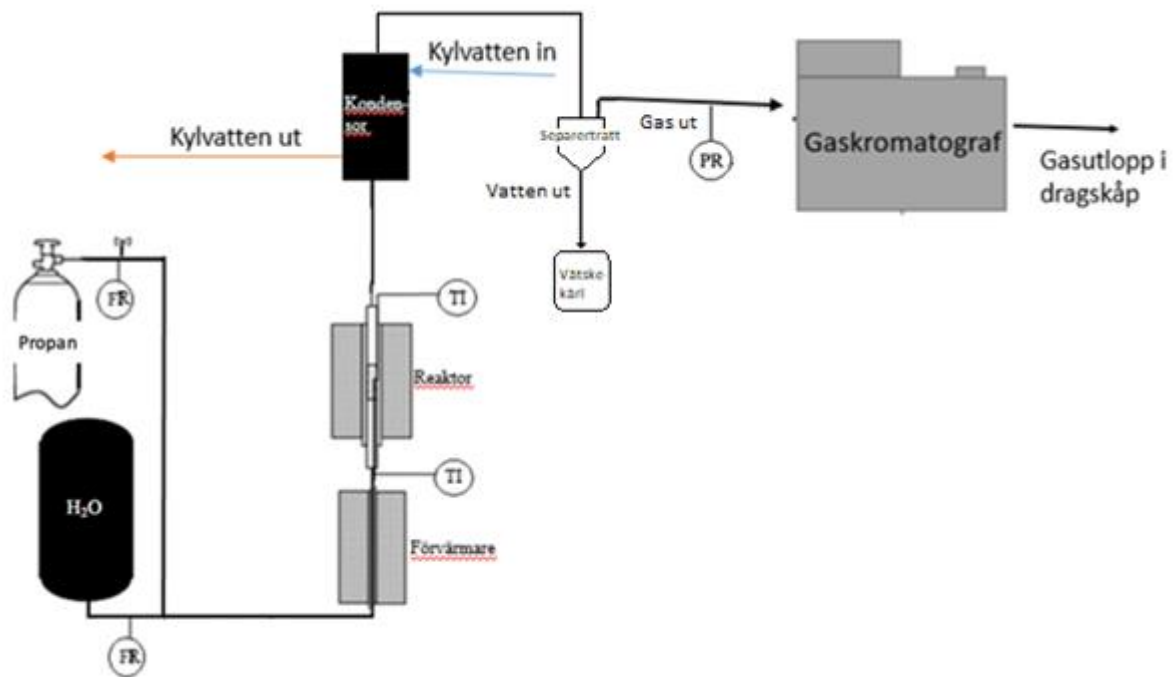 Kylvatten in
Konden-
sor
Kylvatten ut
Separertratt
Gas ut
PR
Gaskromatograf
Gasutlopp i
dragskåp
Vatten ut
Vätske-
kärl
FR
Propan
TI
Reaktor
TI
H₂O
Förvärmare
FR